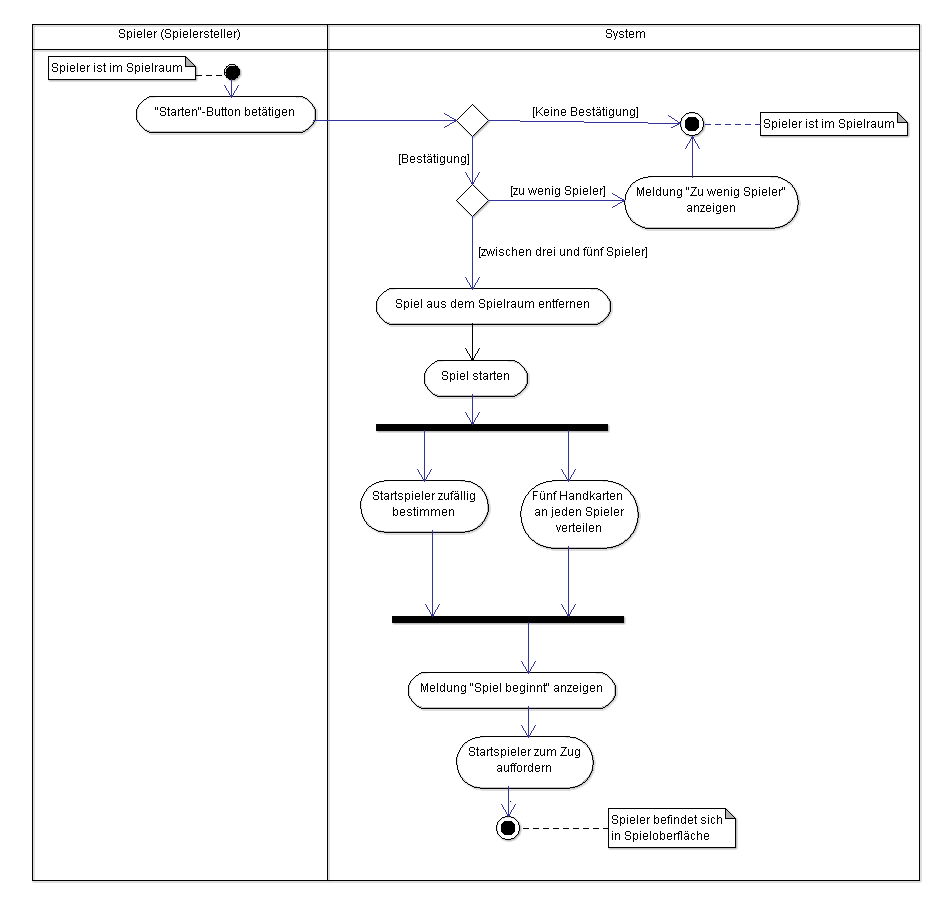 Spieler (Spielersteller)
System
Spieler ist im Spielraum
"Starten"-Button betätigen
[Keine Bestätigung]
Spieler ist im Spielraum
[Bestätigung]
[zu wenig Spieler]
Meldung "Zu wenig Spieler"
anzeigen
[zwischen drei und fünf Spieler]
Spiel aus dem Spielraum entfernen
Spiel starten
Startspieler zufällig
bestimmen
Fünf Handkarten
an jeden Spieler
verteilen
Meldung "Spiel beginnt" anzeigen
Startspieler zum Zug
auffordern
Spieler befindet sich
in Spieloberfläche